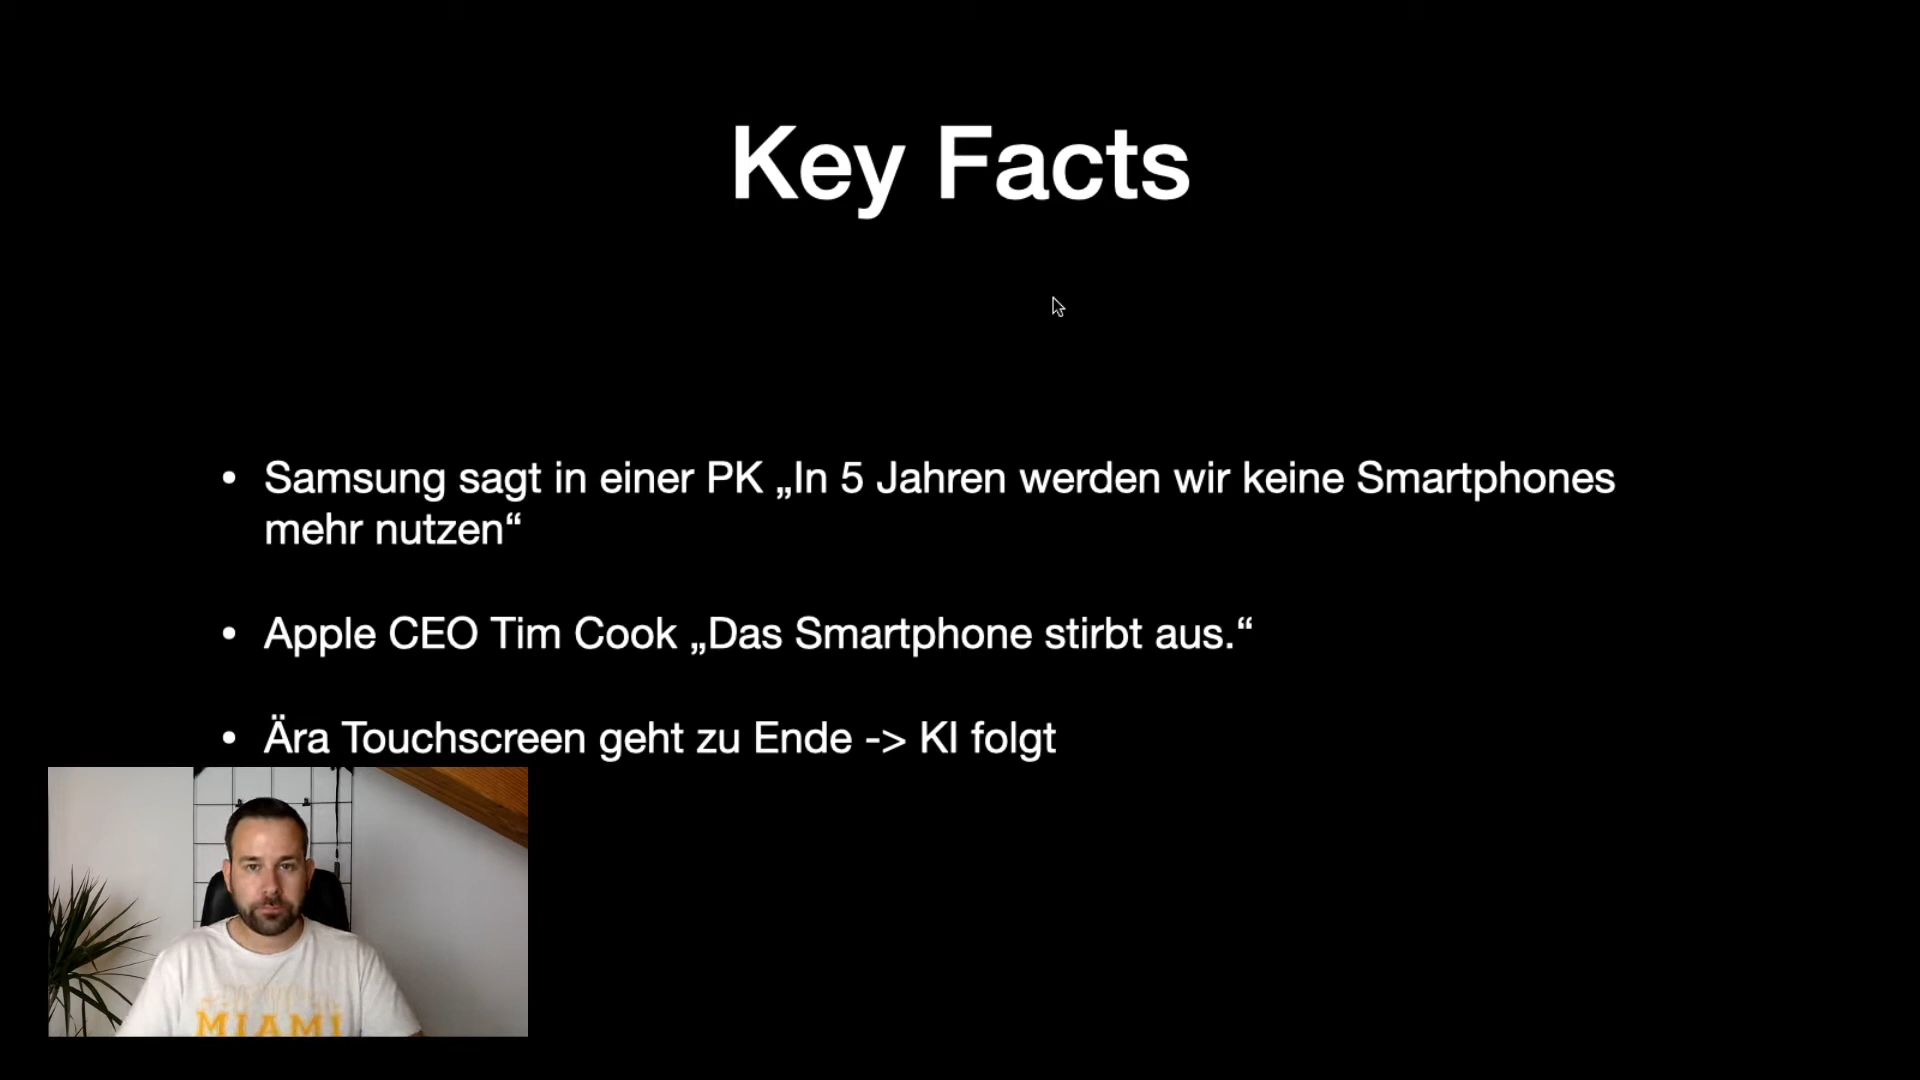 Key Facts
• Samsung sagt in einer PK „In 5 Jahren werden wir keine Smartphones
mehr nutzen“
• Apple CEO Tim Cook „Das Smartphone stirbt aus.“
• Ära Touchscreen geht zu Ende -> KI folgt
MIAMI